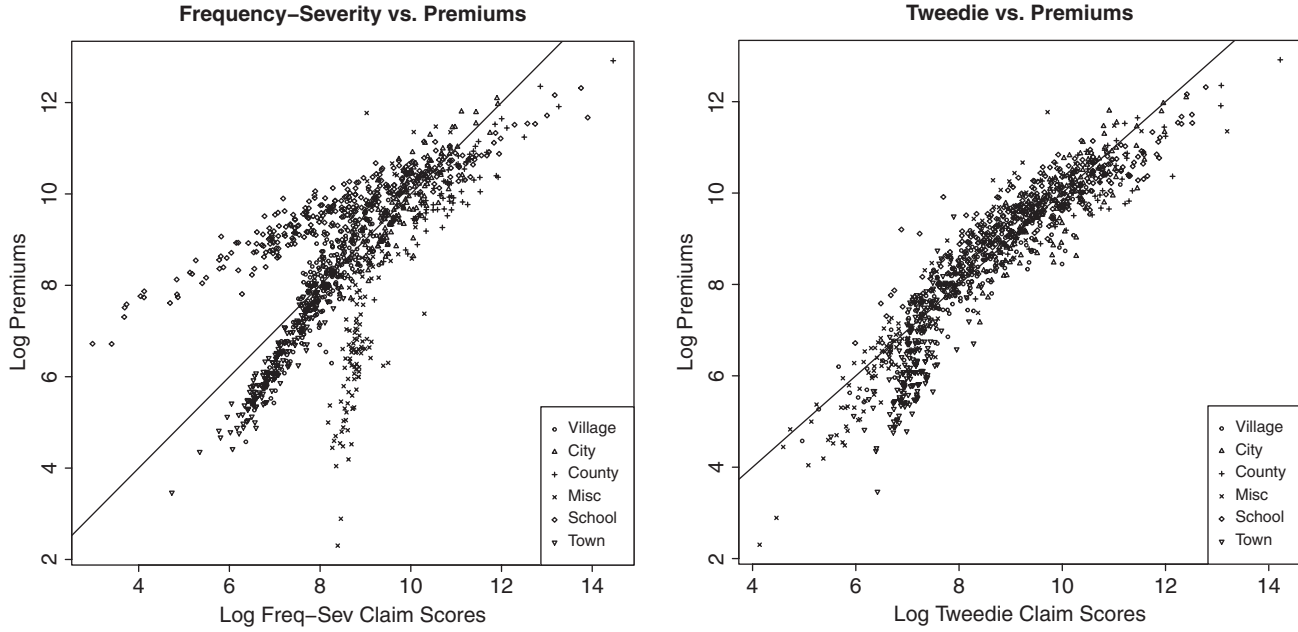 Frequency–Severity vs. Premiums
Log Premiums
12
10
8
6
4
2
4
6
8
10
12
14
Log Freq–Sev Claim Scores
Village
City
County
Misc
School
Town
Tweedie vs. Premiums
Log Premiums
12
10
8
6
4
2
4
6
8
10
12
14
Log Tweedie Claim Scores
Village
City
County
Misc
School
Town